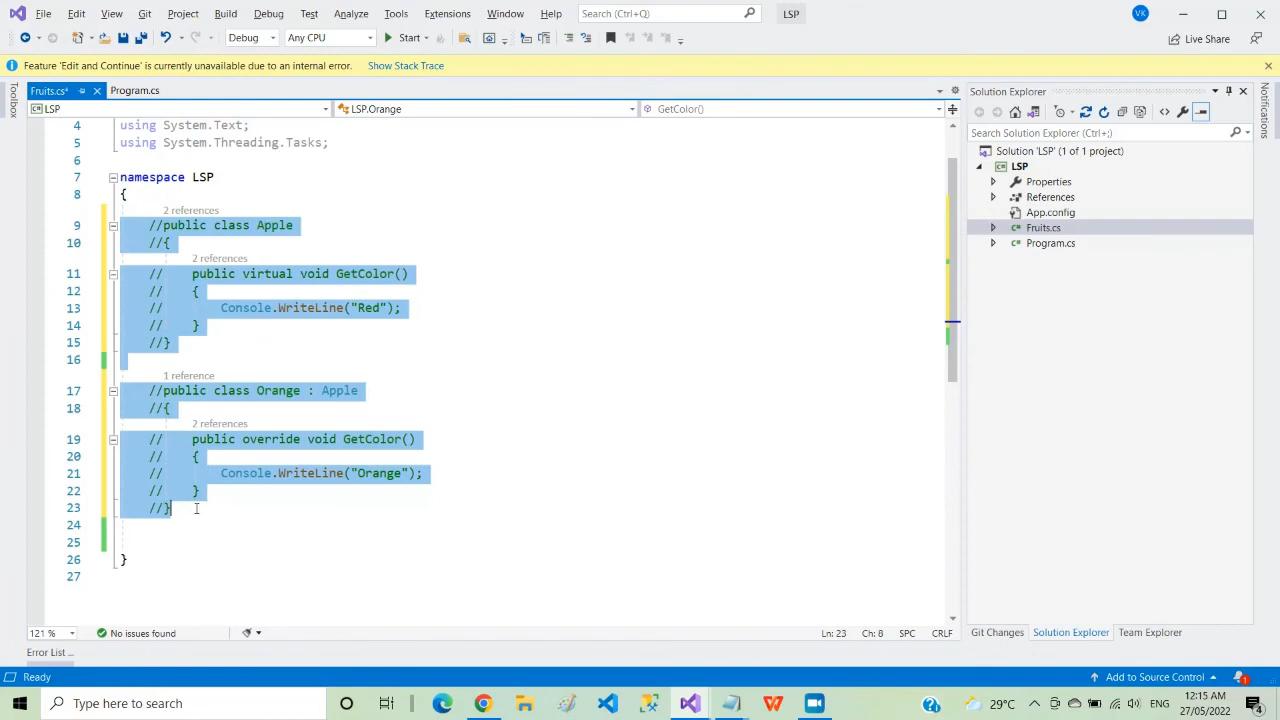 File Edit View Git Project Build Debug Test Analyze Tools Extensions Window Help Search (Ctrl+Q) LSP VK
Debug Any CPU Start Live Share
Feature 'Edit and Continue' is currently unavailable due to an internal error. Show Stack Trace
Toolbox
Fruits.cs* Program.cs
LSP LSP.Orange GetColor()
4 using System.Text;
5 using System.Threading.Tasks;
6
7 namespace LSP
8 {
2 references
9 //public class Apple
10 //{
2 references
11 // public virtual void GetColor()
12 // {
13 // Console.WriteLine("Red");
14 // }
15 //}
16
1 reference
17 //public class Orange : Apple
18 //{
2 references
19 // public override void GetColor()
20 // {
21 // Console.WriteLine("Orange");
22 // }
23 //}
24
25
26 }
27
121 % No issues found Ln: 23 Ch: 8 SPC CRLF
Error List ...
Solution Explorer
Search Solution Explorer (Ctrl+;)
Solution 'LSP' (1 of 1 project)
LSP
Properties
References
App.config
Fruits.cs
Program.cs
Git Changes Solution Explorer Team Explorer
Notifications
Ready Add to Source Control 1
Type here to search 29°C 12:15 AM
27/05/2022 4